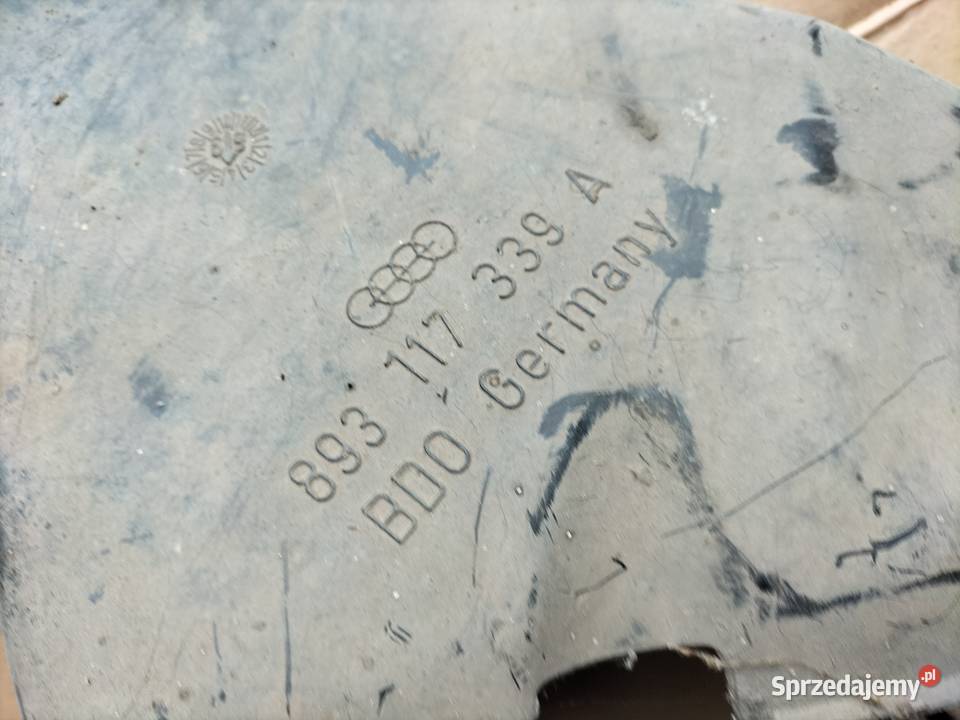 893 117 339 A
BDO Germany
Sprzedajemy.pl